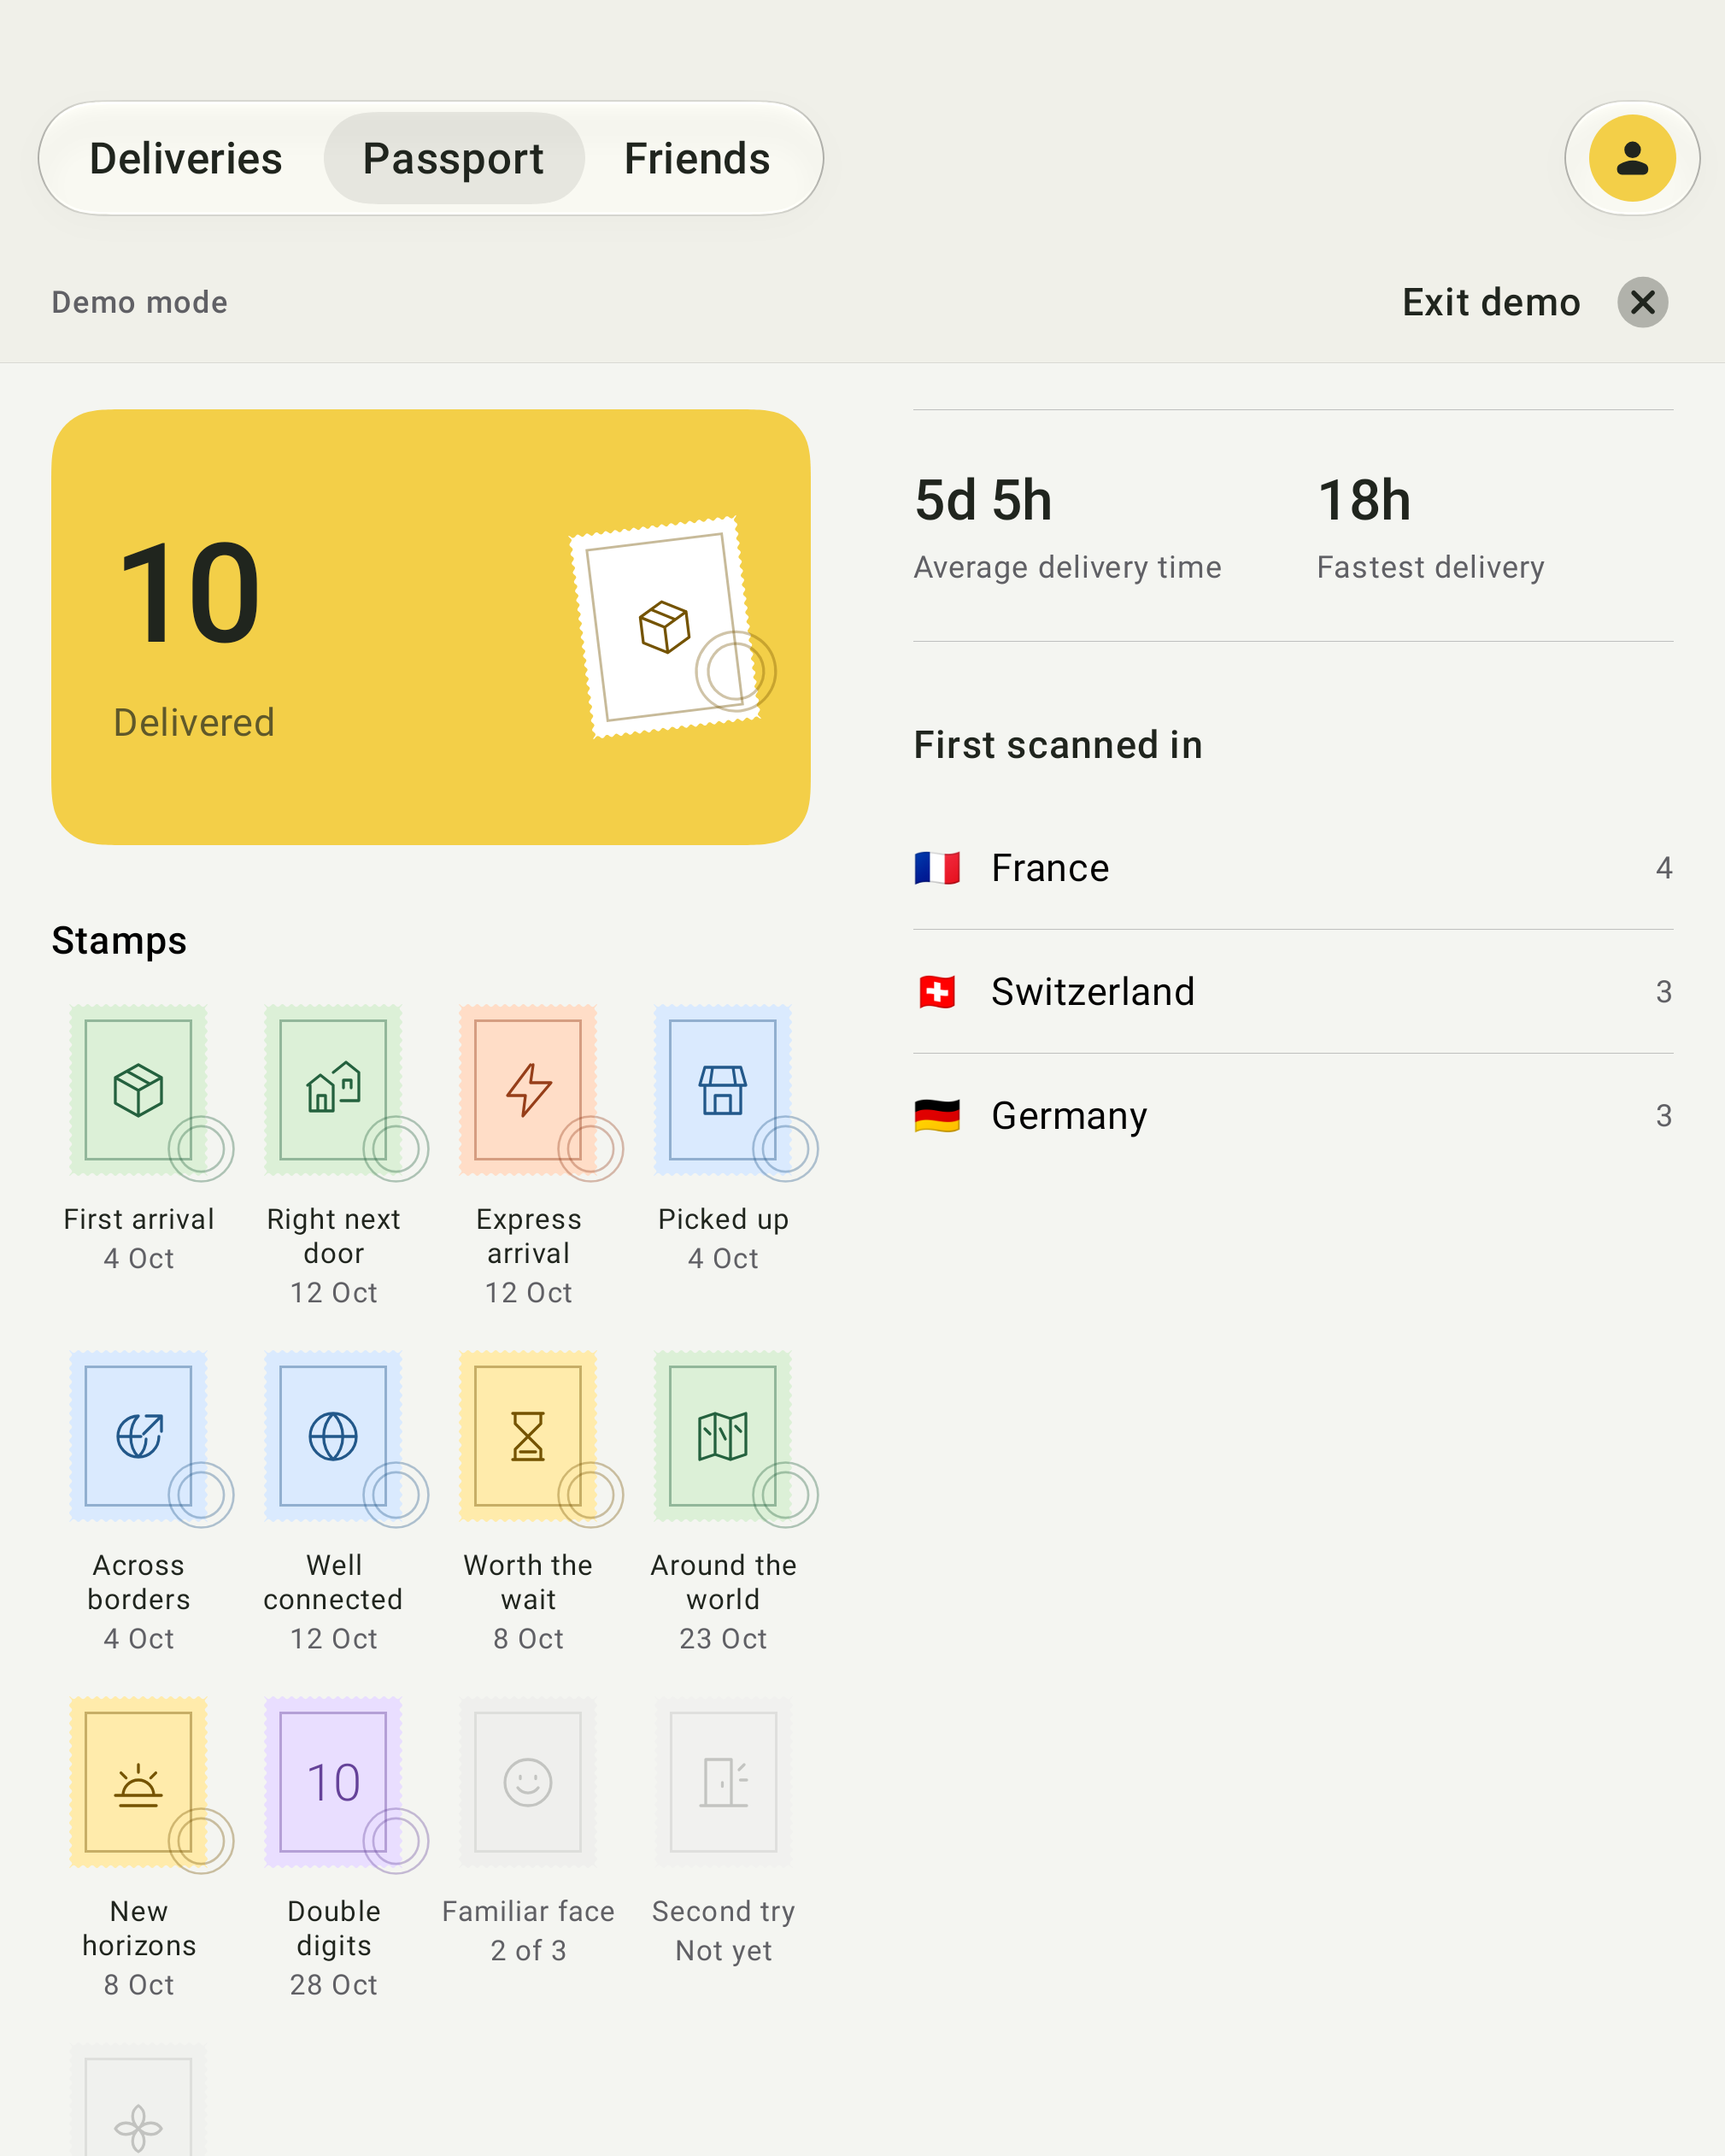 Deliveries
Passport
Friends
Demo mode
Exit demo
10
Delivered
5d 5h
Average delivery time
18h
Fastest delivery
First scanned in
France
4
Switzerland
3
Germany
3
Stamps
First arrival
4 Oct
Right next
door
12 Oct
Express
arrival
12 Oct
Picked up
4 Oct
Across
borders
4 Oct
Well
connected
12 Oct
Worth the
wait
8 Oct
Around the
world
23 Oct
New
horizons
8 Oct
10
Double
digits
28 Oct
Familiar face
2 of 3
Second try
Not yet